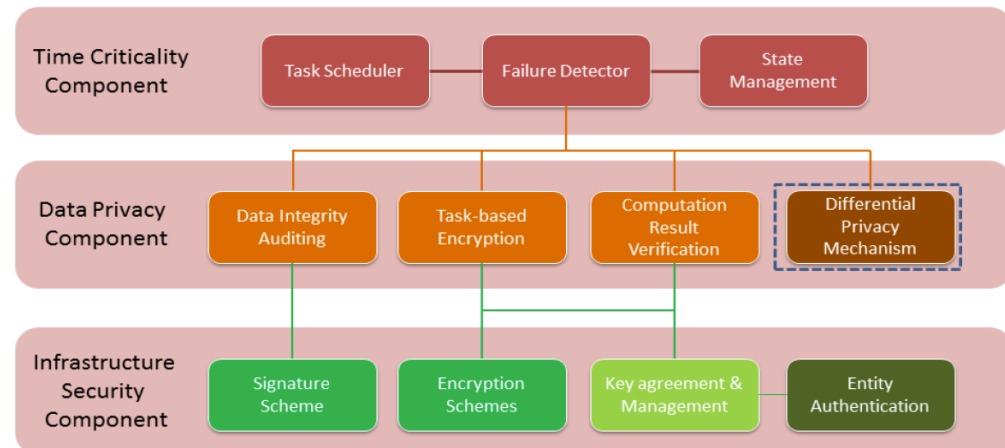 Time Criticality
Component
Task Scheduler
Failure Detector
State
Management
Data Privacy
Component
Data Integrity
Auditing
Task-based
Encryption
Computation
Result
Verification
Differential
Privacy
Mechanism
Infrastructure
Security
Component
Signature
Scheme
Encryption
Schemes
Key agreement &
Management
Entity
Authentication